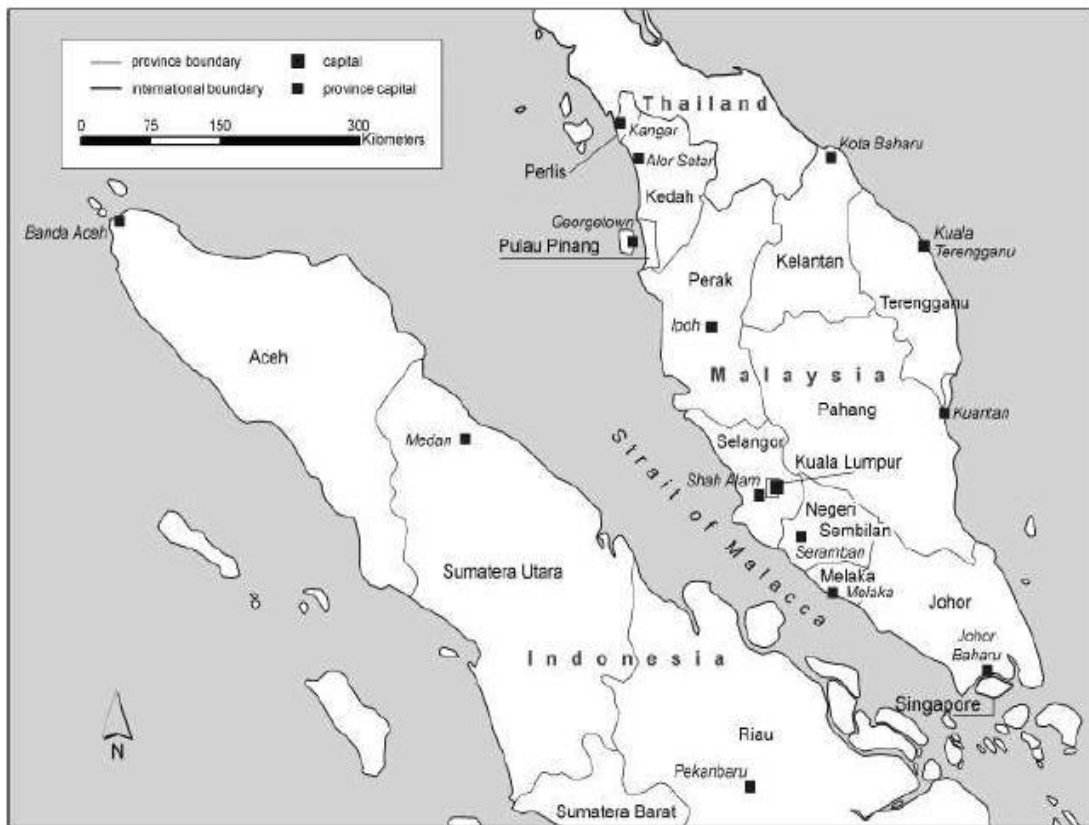 province boundary
capital
international boundary
province capital
0 75 150 300
Kilometers
Thailand
Kangar
Perlis
Alor Setar
Kota Baharu
Kedah
Banda Aceh
Georgetown
Pulau Pinang
Kuala
Terengganu
Kelantan
Perak
Terengganu
Ipoh
Aceh
Malaysia
Pahang
Kuantan
Medan
Selangor
Kuala Lumpur
Shah Alam
Strait of Malacca
Negeri
Sembilan
Seramban
Sumatera Utara
Melaka
Melaka
Johor
Johor
Baharu
Indonesia
Singapore
Riau
N
Pekanbaru
Sumatera Barat